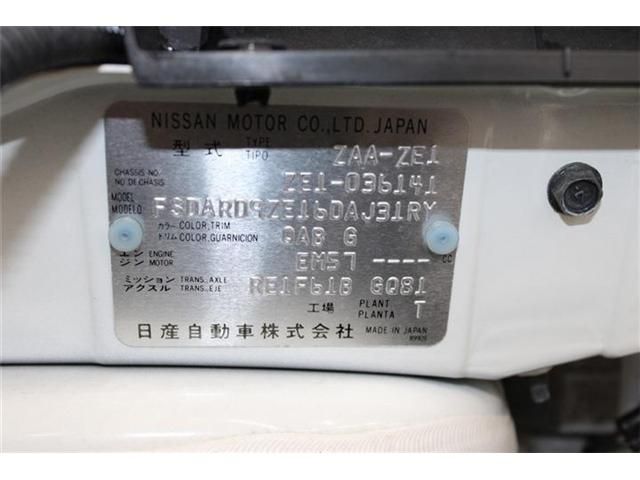 NISSAN MOTOR CO., LTD. JAPAN
型式 TYPE TIPO ZAA-ZE1
CHASSIS NO. NO DE CHASIS ZE1-036141
MODEL MODELO FSDARD9ZE16DAJ31RY
カラー COLOR, TRIM トリム COLOR, GUARNICION QAB G
エンジン ENGINE MOTOR EM57 ---- CC
ミッション TRANS., AXLE アクスル TRANS., EJE RE1F61B GQ81
工場 PLANT PLANTA T
日産自動車株式会社 MADE IN JAPAN